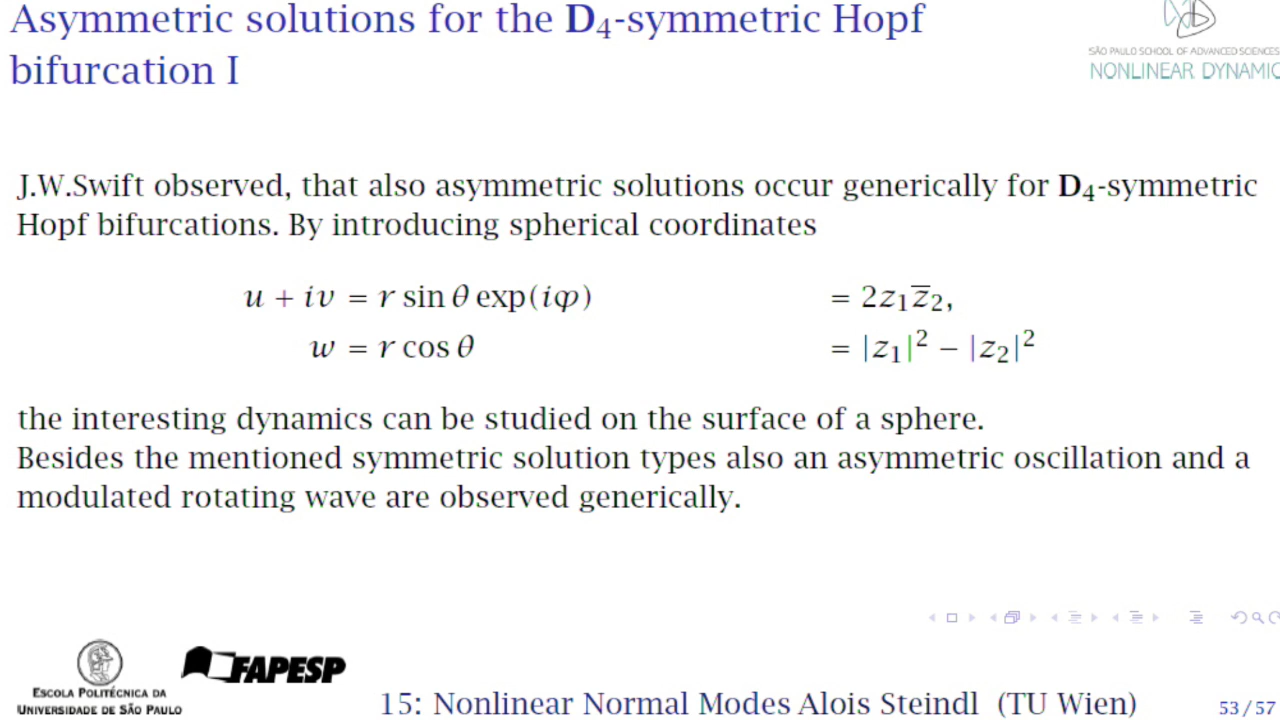 Asymmetric solutions for the D₄-symmetric Hopf
bifurcation I
SÃO PAULO SCHOOL OF ADVANCED SCIENCES
NONLINEAR DYNAMIC
J.W.Swift observed, that also asymmetric solutions occur generically for D₄-symmetric
Hopf bifurcations. By introducing spherical coordinates
u + iv = r sin θ exp(iφ) = 2z₁z̅₂,
w = r cos θ = |z₁|² − |z₂|²
the interesting dynamics can be studied on the surface of a sphere.
Besides the mentioned symmetric solution types also an asymmetric oscillation and a
modulated rotating wave are observed generically.
ESCOLA POLITÉCNICA DA
UNIVERSIDADE DE SÃO PAULO
FAPESP
15: Nonlinear Normal Modes Alois Steindl (TU Wien)
53 / 57